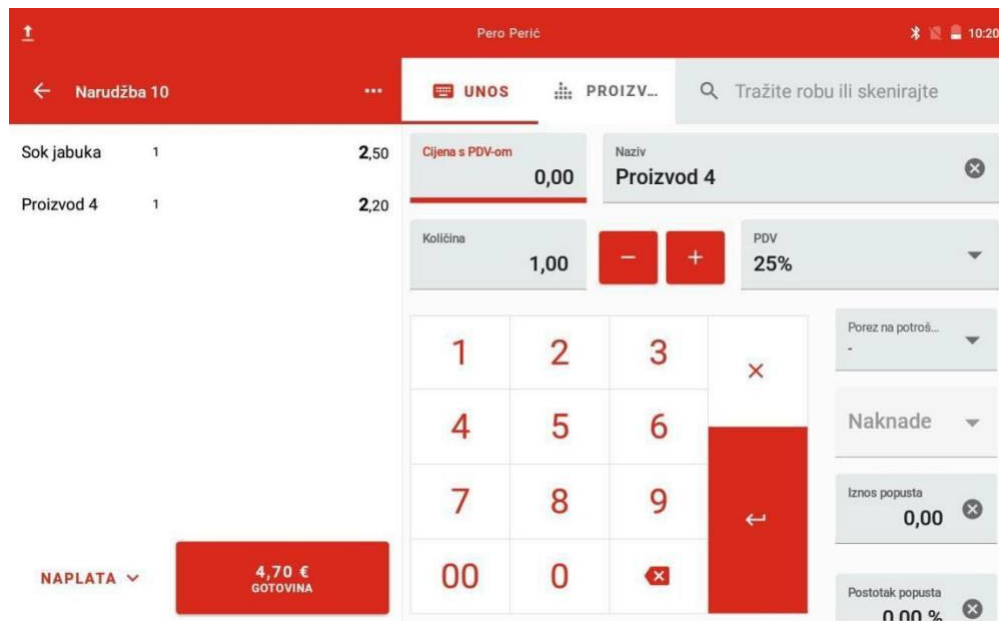 Pero Perić
10:20
Narudžba 10
UNOS
PROIZV...
Tražite robu ili skenirajte
Sok jabuka 1 2,50
Proizvod 4 1 2,20
Cijena s PDV-om
0,00
Naziv
Proizvod 4
Količina
1,00
PDV
25%
1 2 3
4 5 6
7 8 9
00 0
Porez na potroš...
-
Naknade
Iznos popusta
0,00
Postotak popusta
0,00 %
NAPLATA
4,70 €
GOTOVINA